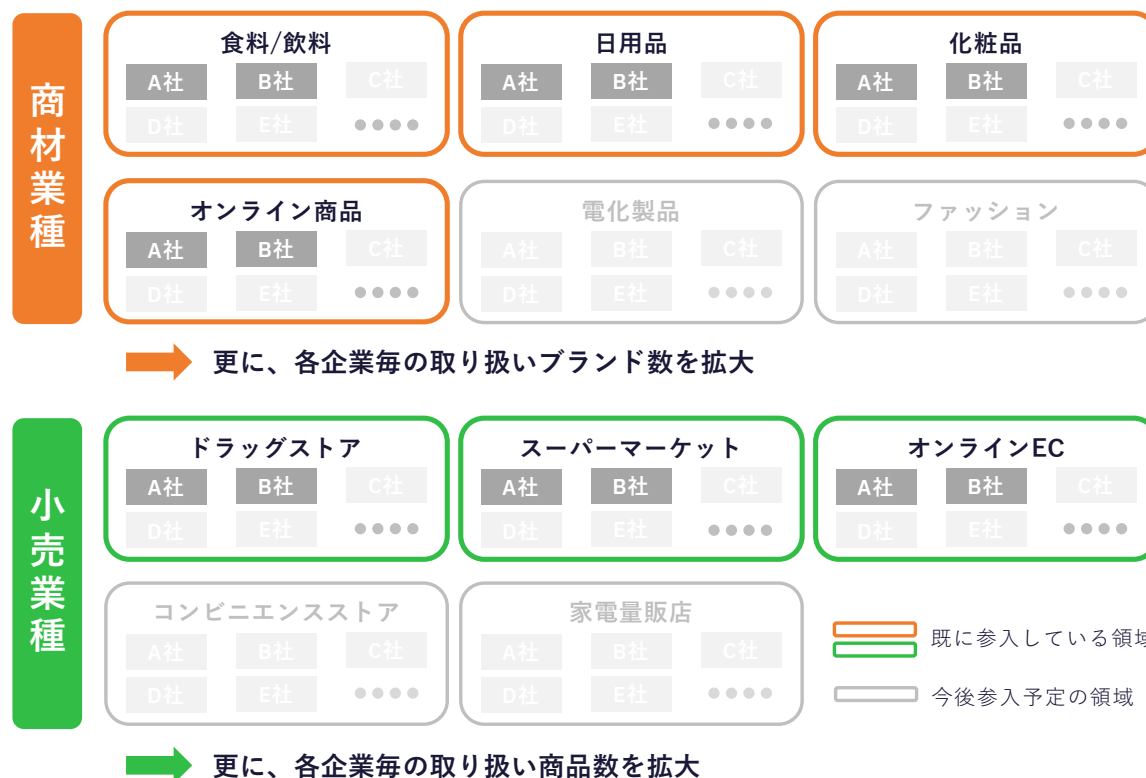 商材業種
食料/飲料
A社 B社 C社
D社 E社 ●●●●
日用品
A社 B社 C社
D社 E社 ●●●●
化粧品
A社 B社 C社
D社 E社 ●●●●
オンライン商品
A社 B社 C社
D社 E社 ●●●●
電化製品
A社 B社 C社
D社 E社 ●●●●
ファッション
A社 B社 C社
D社 E社 ●●●●
更に、各企業毎の取り扱いブランド数を拡大
小売業種
ドラッグストア
A社 B社 C社
D社 E社 ●●●●
スーパーマーケット
A社 B社 C社
D社 E社 ●●●●
オンラインEC
A社 B社 C社
D社 E社 ●●●●
コンビニエンスストア
A社 B社 C社
D社 E社 ●●●●
家電量販店
A社 B社 C社
D社 E社 ●●●●
既に参入している領域
今後参入予定の領域
更に、各企業毎の取り扱い商品数を拡大